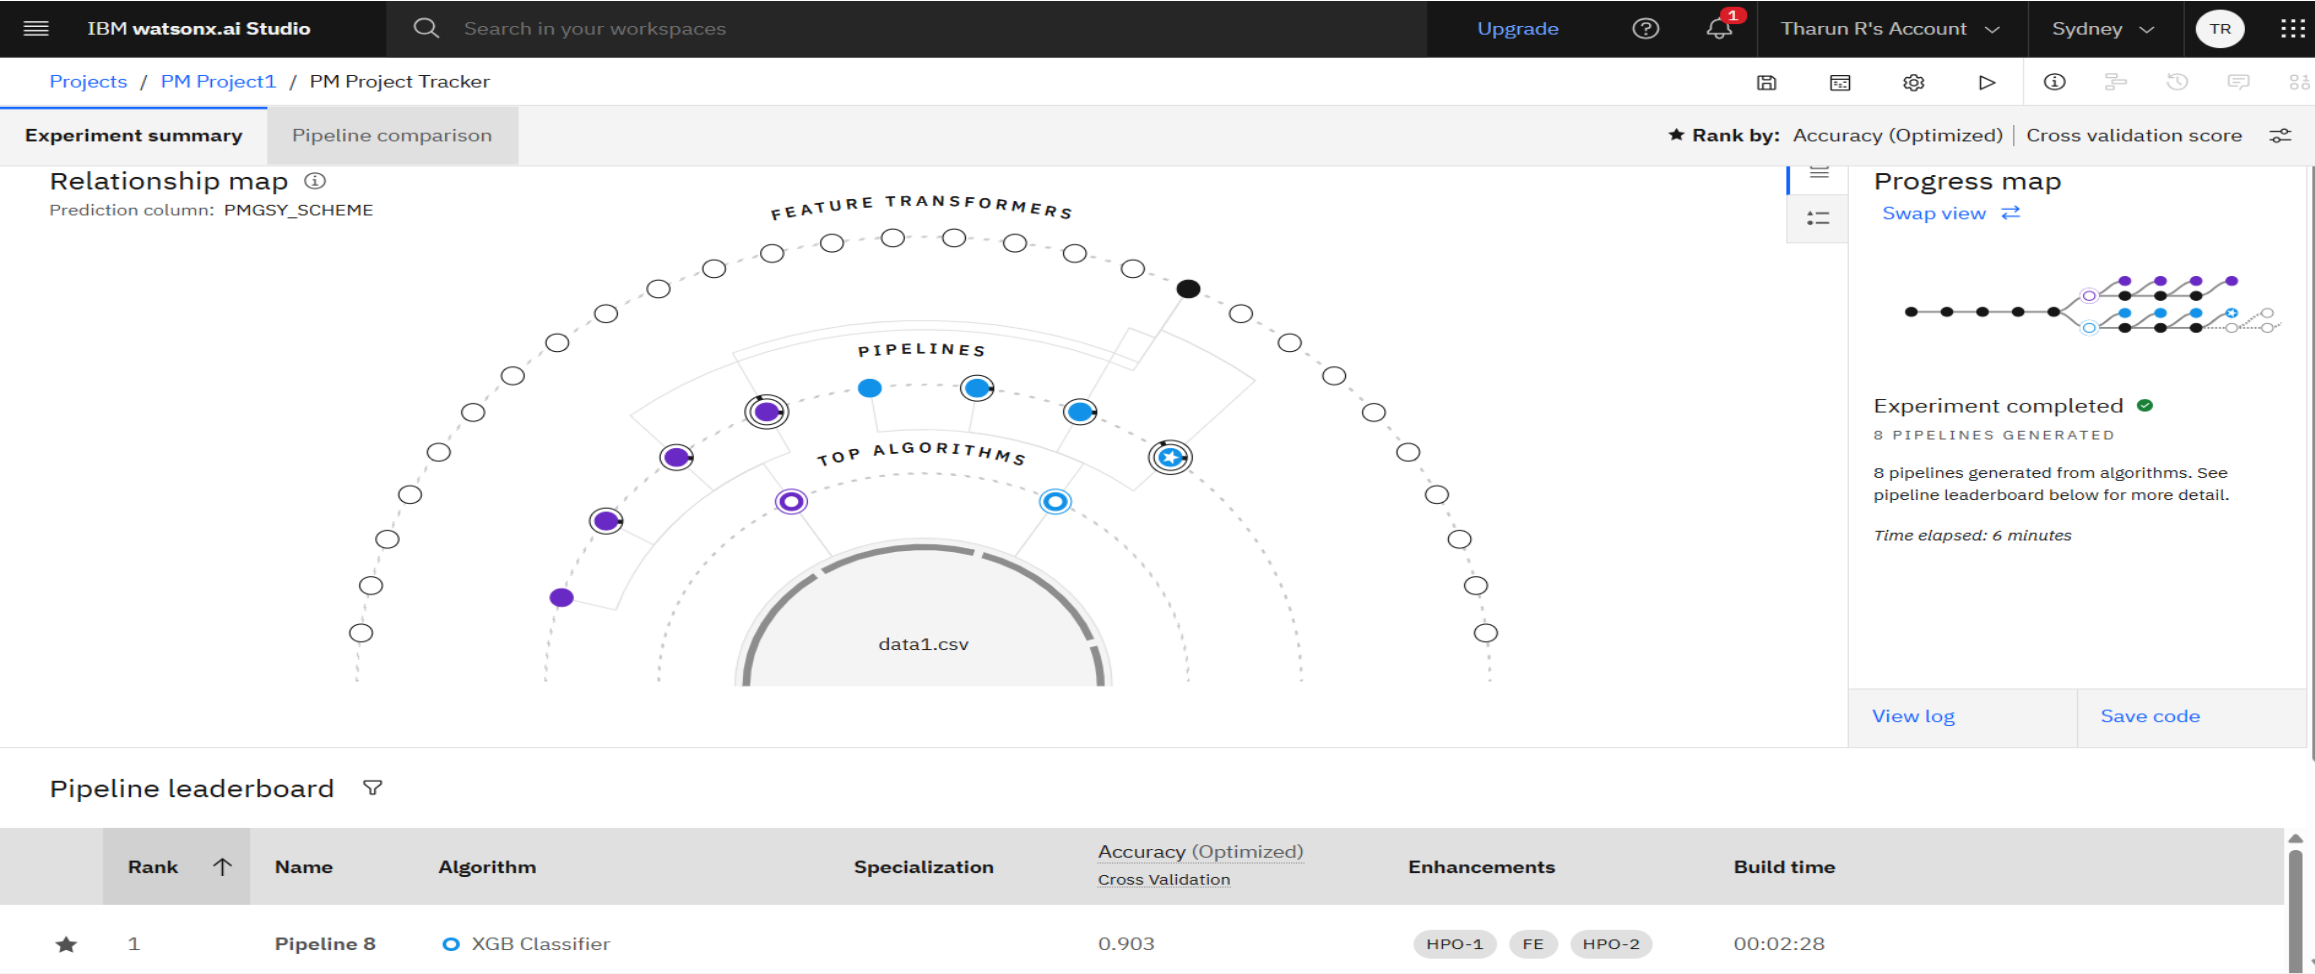 IBM watsonx.ai Studio
Search in your workspaces
Upgrade
1
Tharun R's Account
Sydney
TR
Projects / PM Project1 / PM Project Tracker
Experiment summary
Pipeline comparison
Rank by: Accuracy (Optimized) | Cross validation score
Relationship map
Prediction column: PMGSY_SCHEME
FEATURE TRANSFORMERS
PIPELINES
TOP ALGORITHMS
data1.csv
Progress map
Swap view
Experiment completed
8 PIPELINES GENERATED
8 pipelines generated from algorithms. See
pipeline leaderboard below for more detail.
Time elapsed: 6 minutes
View log
Save code
Pipeline leaderboard
Rank Name Algorithm Specialization Accuracy (Optimized) Cross Validation Enhancements Build time
1 Pipeline 8 XGB Classifier 0.903 HPO-1 FE HPO-2 00:02:28